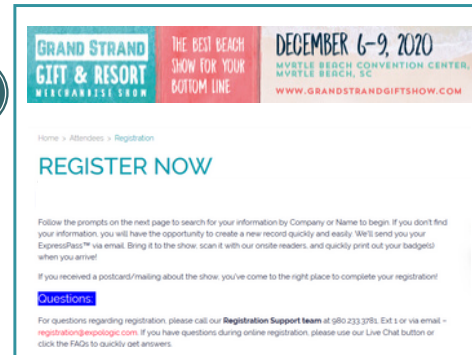 GRAND STRAND
GIFT & RESORT
MERCHANDISE SHOW
THE BEST BEACH
SHOW FOR YOUR
BOTTOM LINE
DECEMBER 6-9, 2020
MYRTLE BEACH CONVENTION CENTER,
MYRTLE BEACH, SC
WWW.GRANDSTRANDGIFTSHOW.COM
Home > Attendees > Registration
REGISTER NOW
Follow the prompts on the next page to search for your information by Company or Name to begin. If you don't find
your information, you will have the opportunity to create a new record quickly and easily. We'll send you your
ExpressPass™ via email. Bring it to the show, scan it with our onsite readers, and quickly print out your badge(s)
when you arrive!
If you received a postcard/mailing about the show, you've come to the right place to complete your registration!
Questions:
For questions regarding registration, please call our Registration Support team at 980.233.3781, Ext 1 or via email –
registration@expologic.com. If you have questions during online registration, please use our Live Chat button or
click the FAQs to quickly get answers.